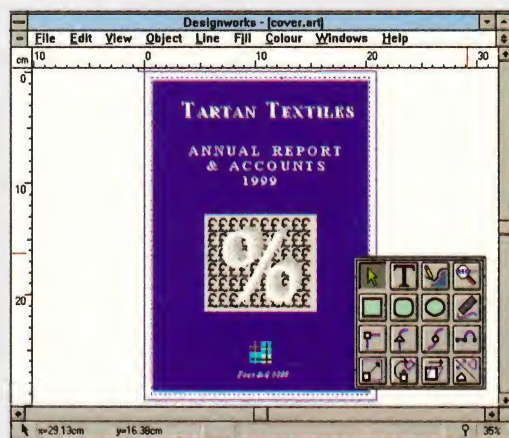 Designworks - [cover.art]
File Edit View Object Line Fill Colour Windows Help
cm 10 0 10 20 30
0
10
20
TARTAN TEXTILES
ANNUAL REPORT
& ACCOUNTS
1999
%
T
Founded
x=29.13cm y=16.38cm 35%